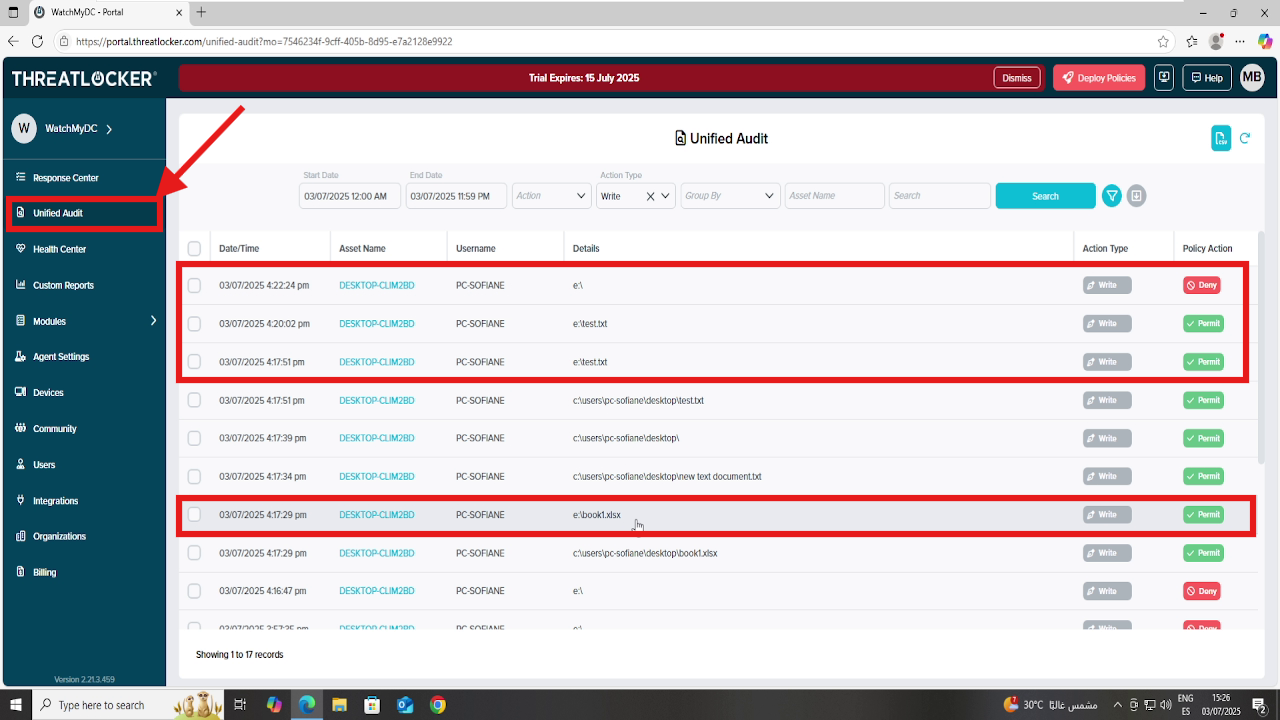 WatchMyDC - Portal
https://portal.threatlocker.com/unified-audit?mo=7546234f-9cff-405b-8d95-e7a2128e9922
THREATLOCKER
Trial Expires: 15 July 2025
Dismiss
Deploy Policies
Help
MB
W WatchMyDC
Response Center
Unified Audit
Health Center
Custom Reports
Modules
Agent Settings
Devices
Community
Users
Integrations
Organizations
Billing
Version 2.21.3.459
Unified Audit
CSV
Start Date End Date Action Type
03/07/2025 12:00 AM 03/07/2025 11:59 PM Action Write Group By Asset Name Search Search
Date/Time Asset Name Username Details Action Type Policy Action
03/07/2025 4:22:24 pm DESKTOP-CLIM2BD PC-SOFIANE e:\ Write Deny
03/07/2025 4:20:02 pm DESKTOP-CLIM2BD PC-SOFIANE e:\test.txt Write Permit
03/07/2025 4:17:51 pm DESKTOP-CLIM2BD PC-SOFIANE e:\test.txt Write Permit
03/07/2025 4:17:51 pm DESKTOP-CLIM2BD PC-SOFIANE c:\users\pc-sofiane\desktop\test.txt Write Permit
03/07/2025 4:17:39 pm DESKTOP-CLIM2BD PC-SOFIANE c:\users\pc-sofiane\desktop\ Write Permit
03/07/2025 4:17:34 pm DESKTOP-CLIM2BD PC-SOFIANE c:\users\pc-sofiane\desktop\new text document.txt Write Permit
03/07/2025 4:17:29 pm DESKTOP-CLIM2BD PC-SOFIANE e:\book1.xlsx Write Permit
03/07/2025 4:17:29 pm DESKTOP-CLIM2BD PC-SOFIANE c:\users\pc-sofiane\desktop\book1.xlsx Write Permit
03/07/2025 4:16:47 pm DESKTOP-CLIM2BD PC-SOFIANE e:\ Write Deny
03/07/2025 3:57:35 pm DESKTOP-CLIM2BD PC-SOFIANE e:\ Write Deny
Showing 1 to 17 records
Type here to search
30°C مشمس غالبًا
ENG
ES
15:26
03/07/2025